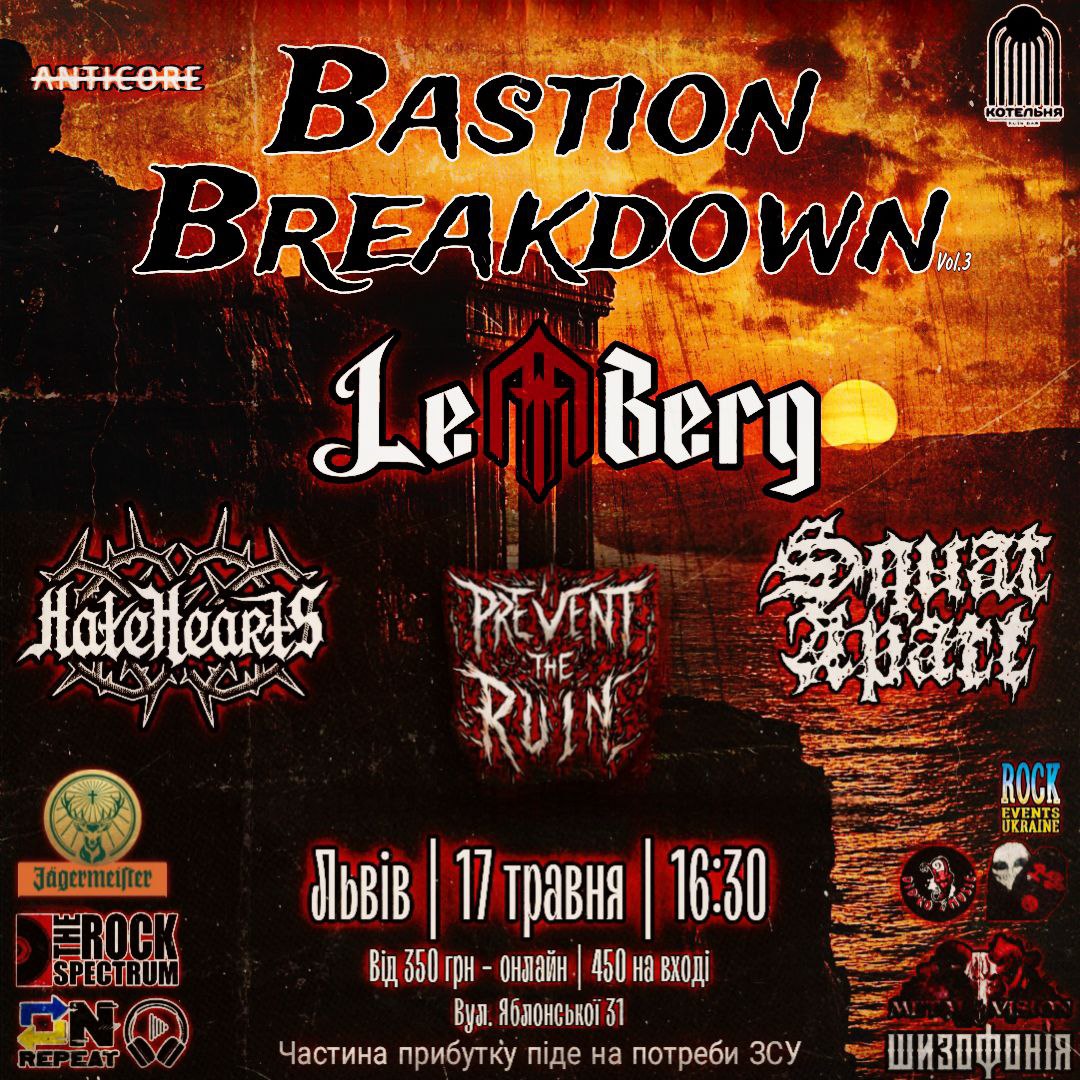 ANTICORE
КОТЕЛЬНЯ
RUIN BAR
BASTION
BREAKDOWN
Vol.3
LemBerg
HateHearts
PREVENT
THE
RUIN
Squat
Apart
Jägermeister
THE ROCK
SPECTRUM
ON
REPEAT
ROCK
EVENTS
UKRAINE
Львів | 17 травня | 16:30
Від 350 грн - онлайн | 450 на вході
Вул. Яблонської 31
Частина прибутку піде на потреби ЗСУ
METAL VISION
ШИЗОФОНІЯ